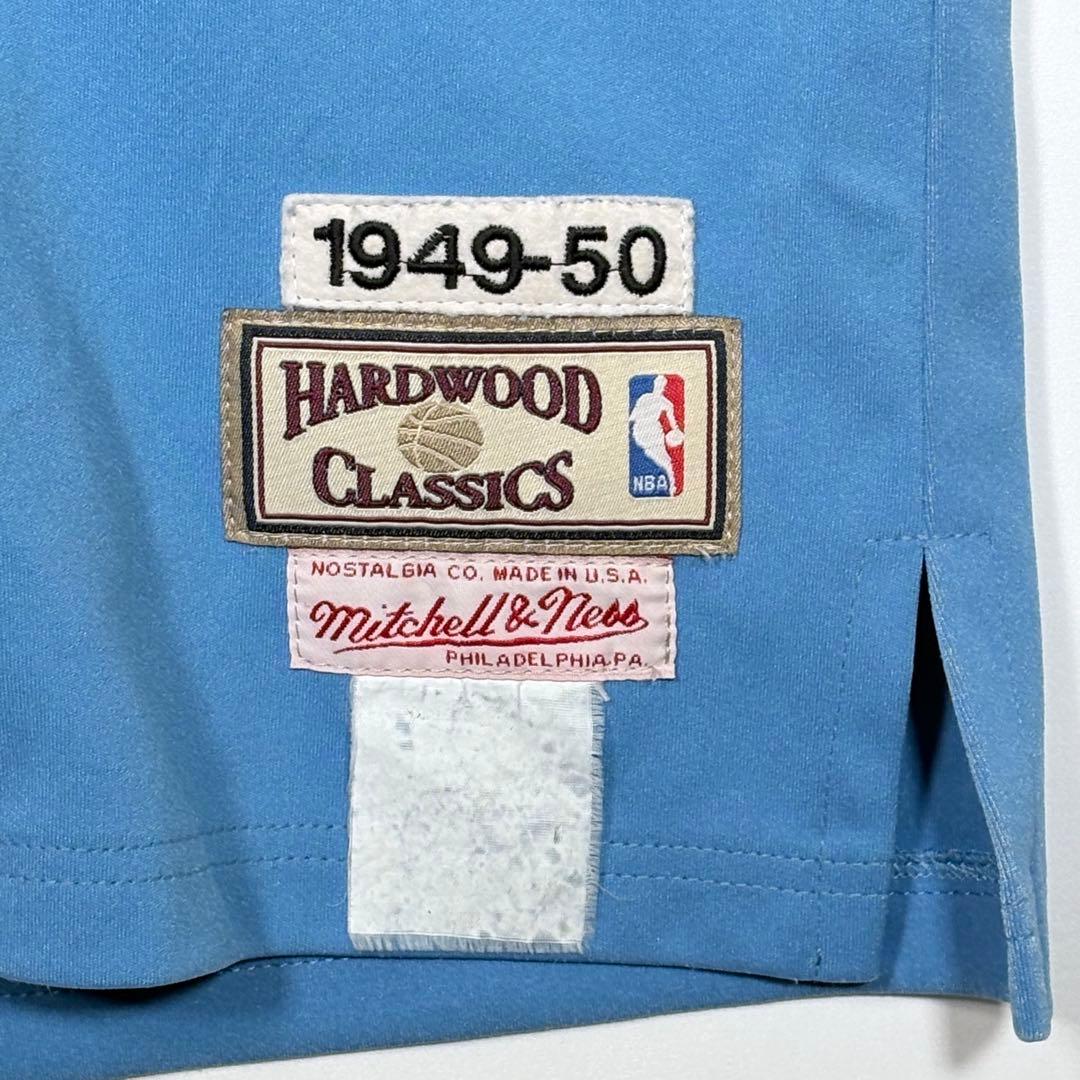 1949-50
HARDWOOD
CLASSICS
NBA
NOSTALGIA CO. MADE IN U.S.A.
Mitchell & Ness
PHILADELPHIA.PA.